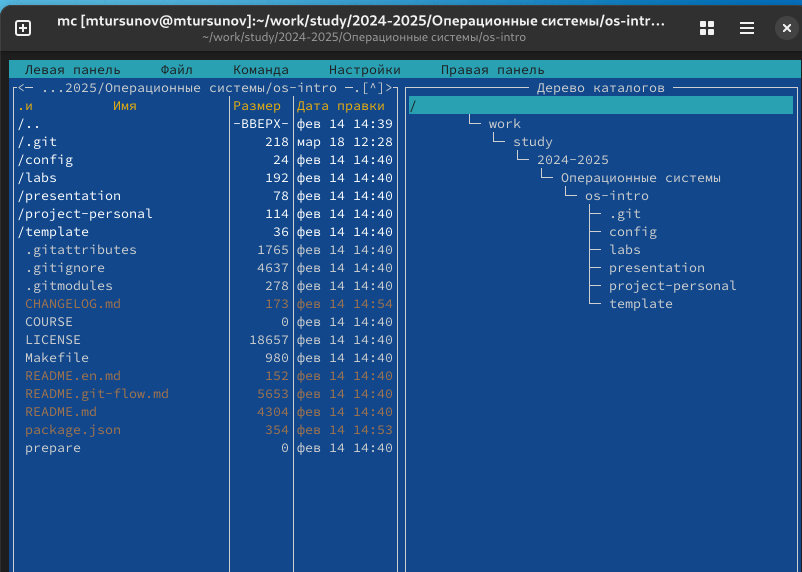 mc [mtursunov@mtursunov]:~/work/study/2024-2025/Операционные системы/os-intr...
~/work/study/2024-2025/Операционные системы/os-intro
Левая панель Файл Команда Настройки Правая панель
<— ...2025/Операционные системы/os-intro —.[^]>
.и Имя Размер Дата правки
/.. -ВВЕРХ- фев 14 14:39
/.git 218 мар 18 12:28
/config 24 фев 14 14:40
/labs 192 фев 14 14:40
/presentation 78 фев 14 14:40
/project-personal 114 фев 14 14:40
/template 36 фев 14 14:40
.gitattributes 1765 фев 14 14:40
.gitignore 4637 фев 14 14:40
.gitmodules 278 фев 14 14:40
CHANGELOG.md 173 фев 14 14:54
COURSE 0 фев 14 14:40
LICENSE 18657 фев 14 14:40
Makefile 980 фев 14 14:40
README.en.md 152 фев 14 14:40
README.git-flow.md 5653 фев 14 14:40
README.md 4304 фев 14 14:40
package.json 354 фев 14 14:53
prepare 0 фев 14 14:40
Дерево каталогов
/
work
study
2024-2025
Операционные системы
os-intro
.git
config
labs
presentation
project-personal
template